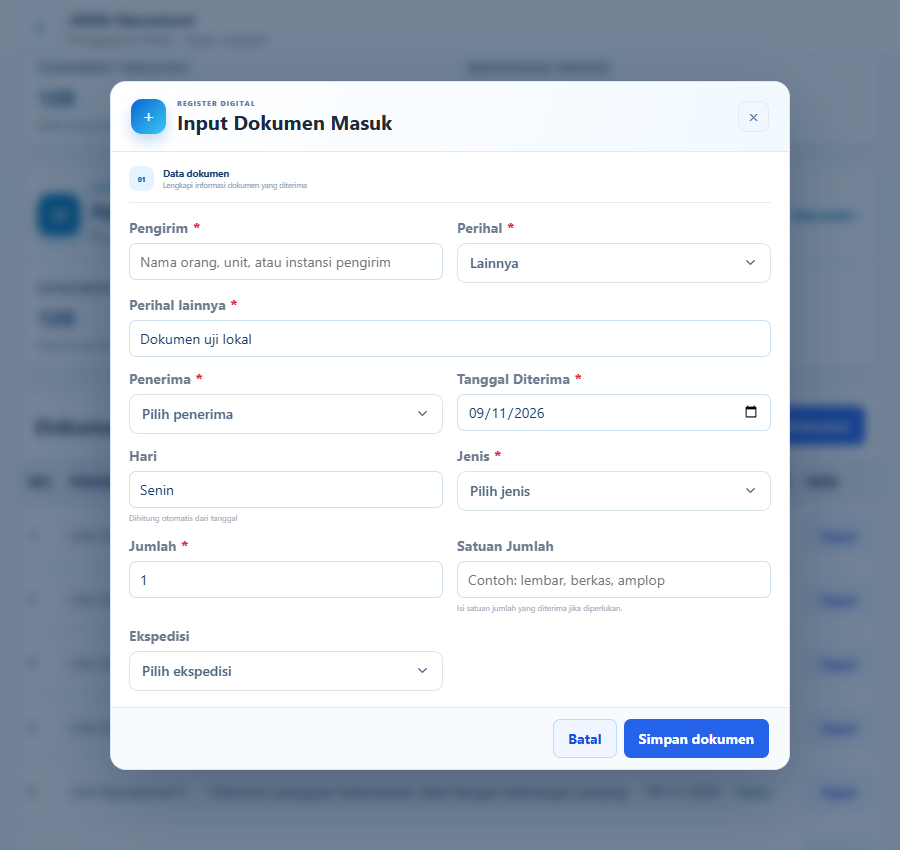 REGISTER DIGITAL
+ Input Dokumen Masuk ×
01 Data dokumen
Lengkapi informasi dokumen yang diterima
Pengirim * Perihal *
Nama orang, unit, atau instansi pengirim Lainnya
Perihal lainnya *
Dokumen uji lokal
Penerima * Tanggal Diterima *
Pilih penerima 09/11/2026
Hari Jenis *
Senin Pilih jenis
Dihitung otomatis dari tanggal
Jumlah * Satuan Jumlah
1 Contoh: lembar, berkas, amplop
Isi satuan jumlah yang diterima jika diperlukan.
Ekspedisi
Pilih ekspedisi
Batal Simpan dokumen